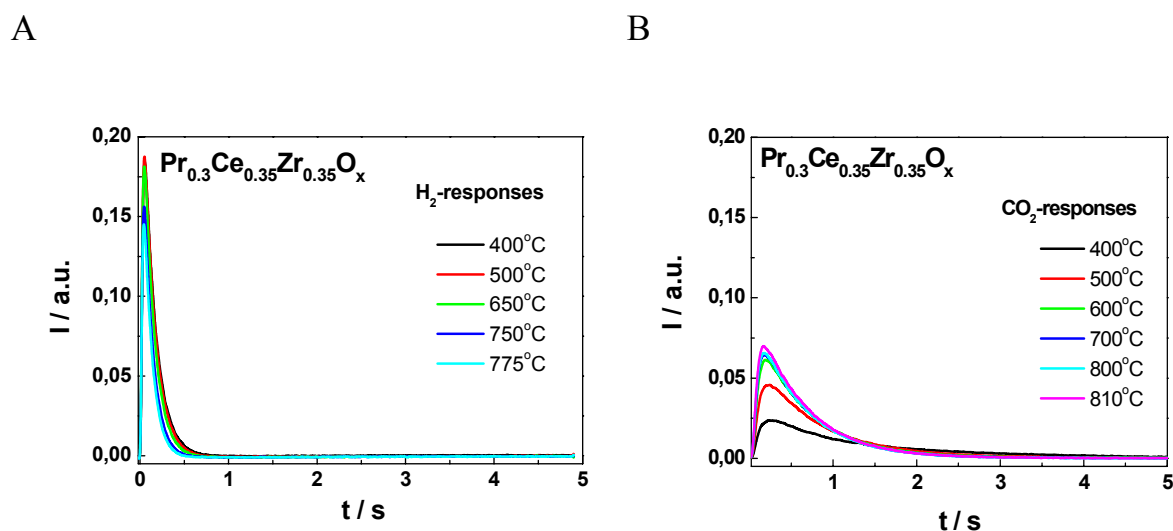 A
B
Pr0.3Ce0.35Zr0.35Ox
H2-responses
400°C
500°C
650°C
750°C
775°C
0,20
0,15
0,10
0,05
0,00
I / a.u.
0
1
2
3
4
5
t / s
Pr0.3Ce0.35Zr0.35Ox
CO2-responses
400°C
500°C
600°C
700°C
800°C
810°C
0,20
0,15
0,10
0,05
0,00
I / a.u.
1
2
3
4
5
t / s